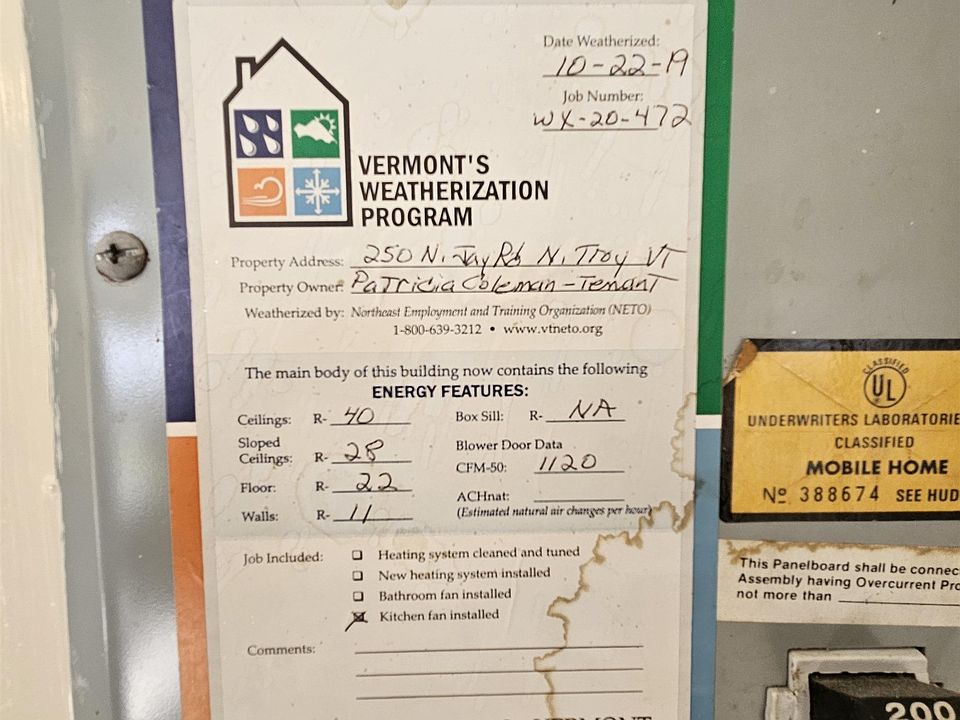 Date Weatherized:
10-22-19
Job Number:
WX-20-472
VERMONT'S
WEATHERIZATION
PROGRAM
Property Address: 250 N. Jay Rd N. Troy VT
Property Owner: Patricia Coleman - Tenant
Weatherized by: Northeast Employment and Training Organization (NETO)
1-800-639-3212 • www.vtneto.org
The main body of this building now contains the following
ENERGY FEATURES:
Ceilings: R- 40
Sloped
Ceilings: R- 28
Floor: R- 22
Walls: R- 11
Box Sill: R- NA
Blower Door Data
CFM-50: 1120
ACHnat:
(Estimated natural air changes per hour)
Job Included: Heating system cleaned and tuned
New heating system installed
Bathroom fan installed
Kitchen fan installed
Comments:
CLASSIFIED
UL
UNDERWRITERS LABORATORIE
CLASSIFIED
MOBILE HOME
No 388674 SEE HUD
This Panelboard shall be connec
Assembly having Overcurrent Pro
not more than
200